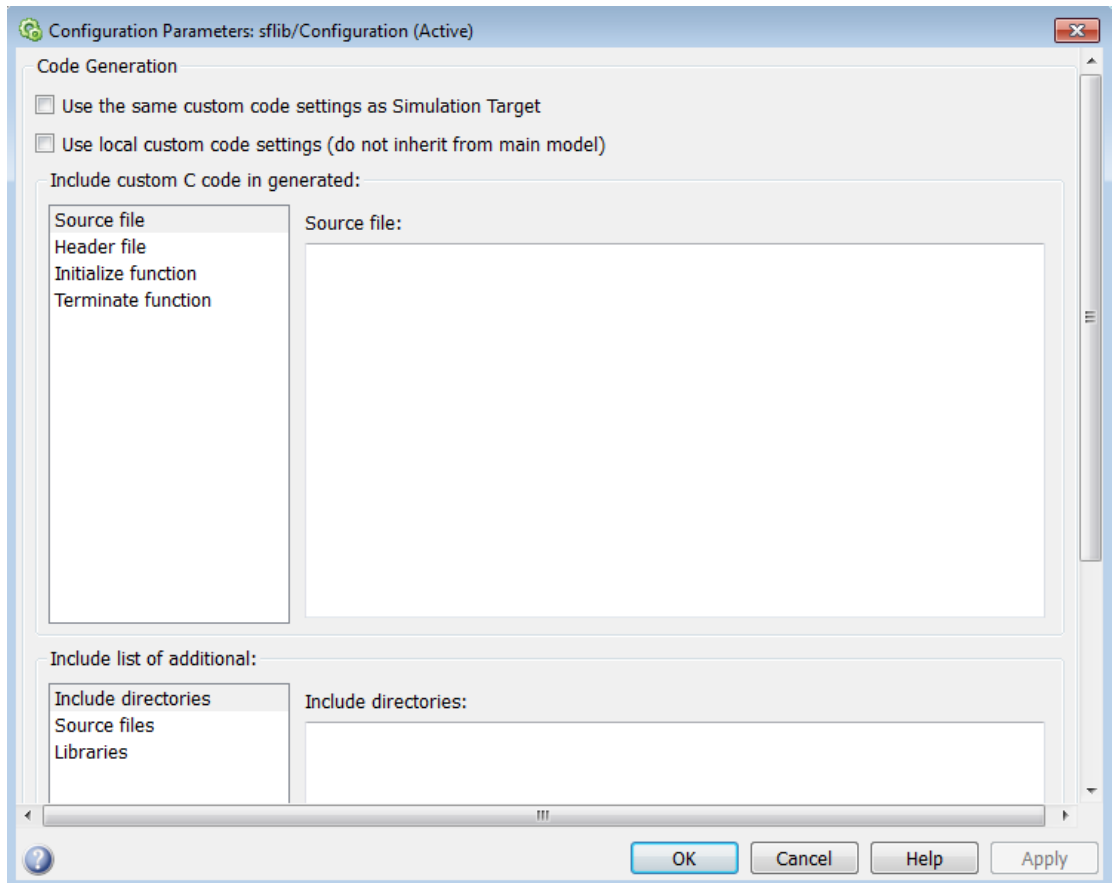 Configuration Parameters: sflib/Configuration (Active)
Code Generation
Use the same custom code settings as Simulation Target
Use local custom code settings (do not inherit from main model)
Include custom C code in generated:
Source file
Header file
Initialize function
Terminate function
Source file:
Include list of additional:
Include directories
Source files
Libraries
Include directories:
OK
Cancel
Help
Apply